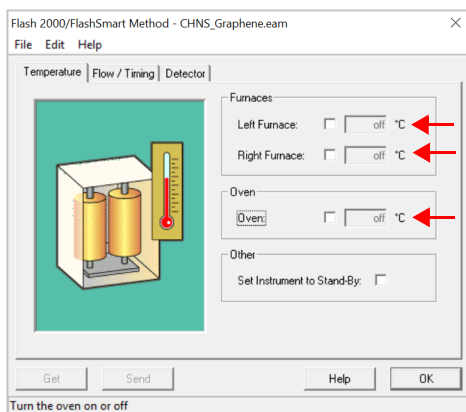 Flash 2000/FlashSmart Method - CHNS_Graphene.eam
File Edit Help
Temperature Flow / Timing Detector
Furnaces
Left Furnace: off °C
Right Furnace: off °C
Oven
Oven: off °C
Other
Set Instrument to Stand-By:
Get Send Help OK
Turn the oven on or off